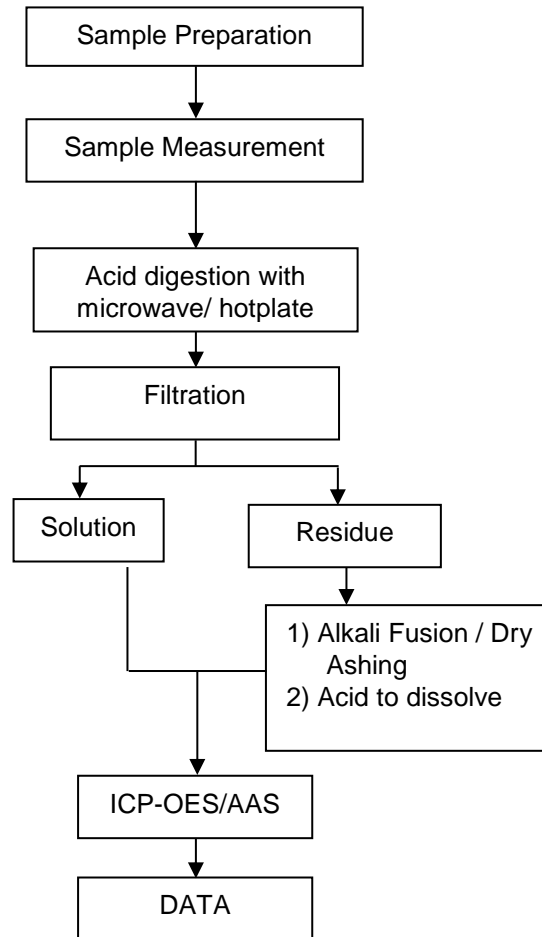 Sample Preparation
Sample Measurement
Acid digestion with
microwave/ hotplate
Filtration
Solution
Residue
1) Alkali Fusion / Dry
Ashing
2) Acid to dissolve
ICP-OES/AAS
DATA